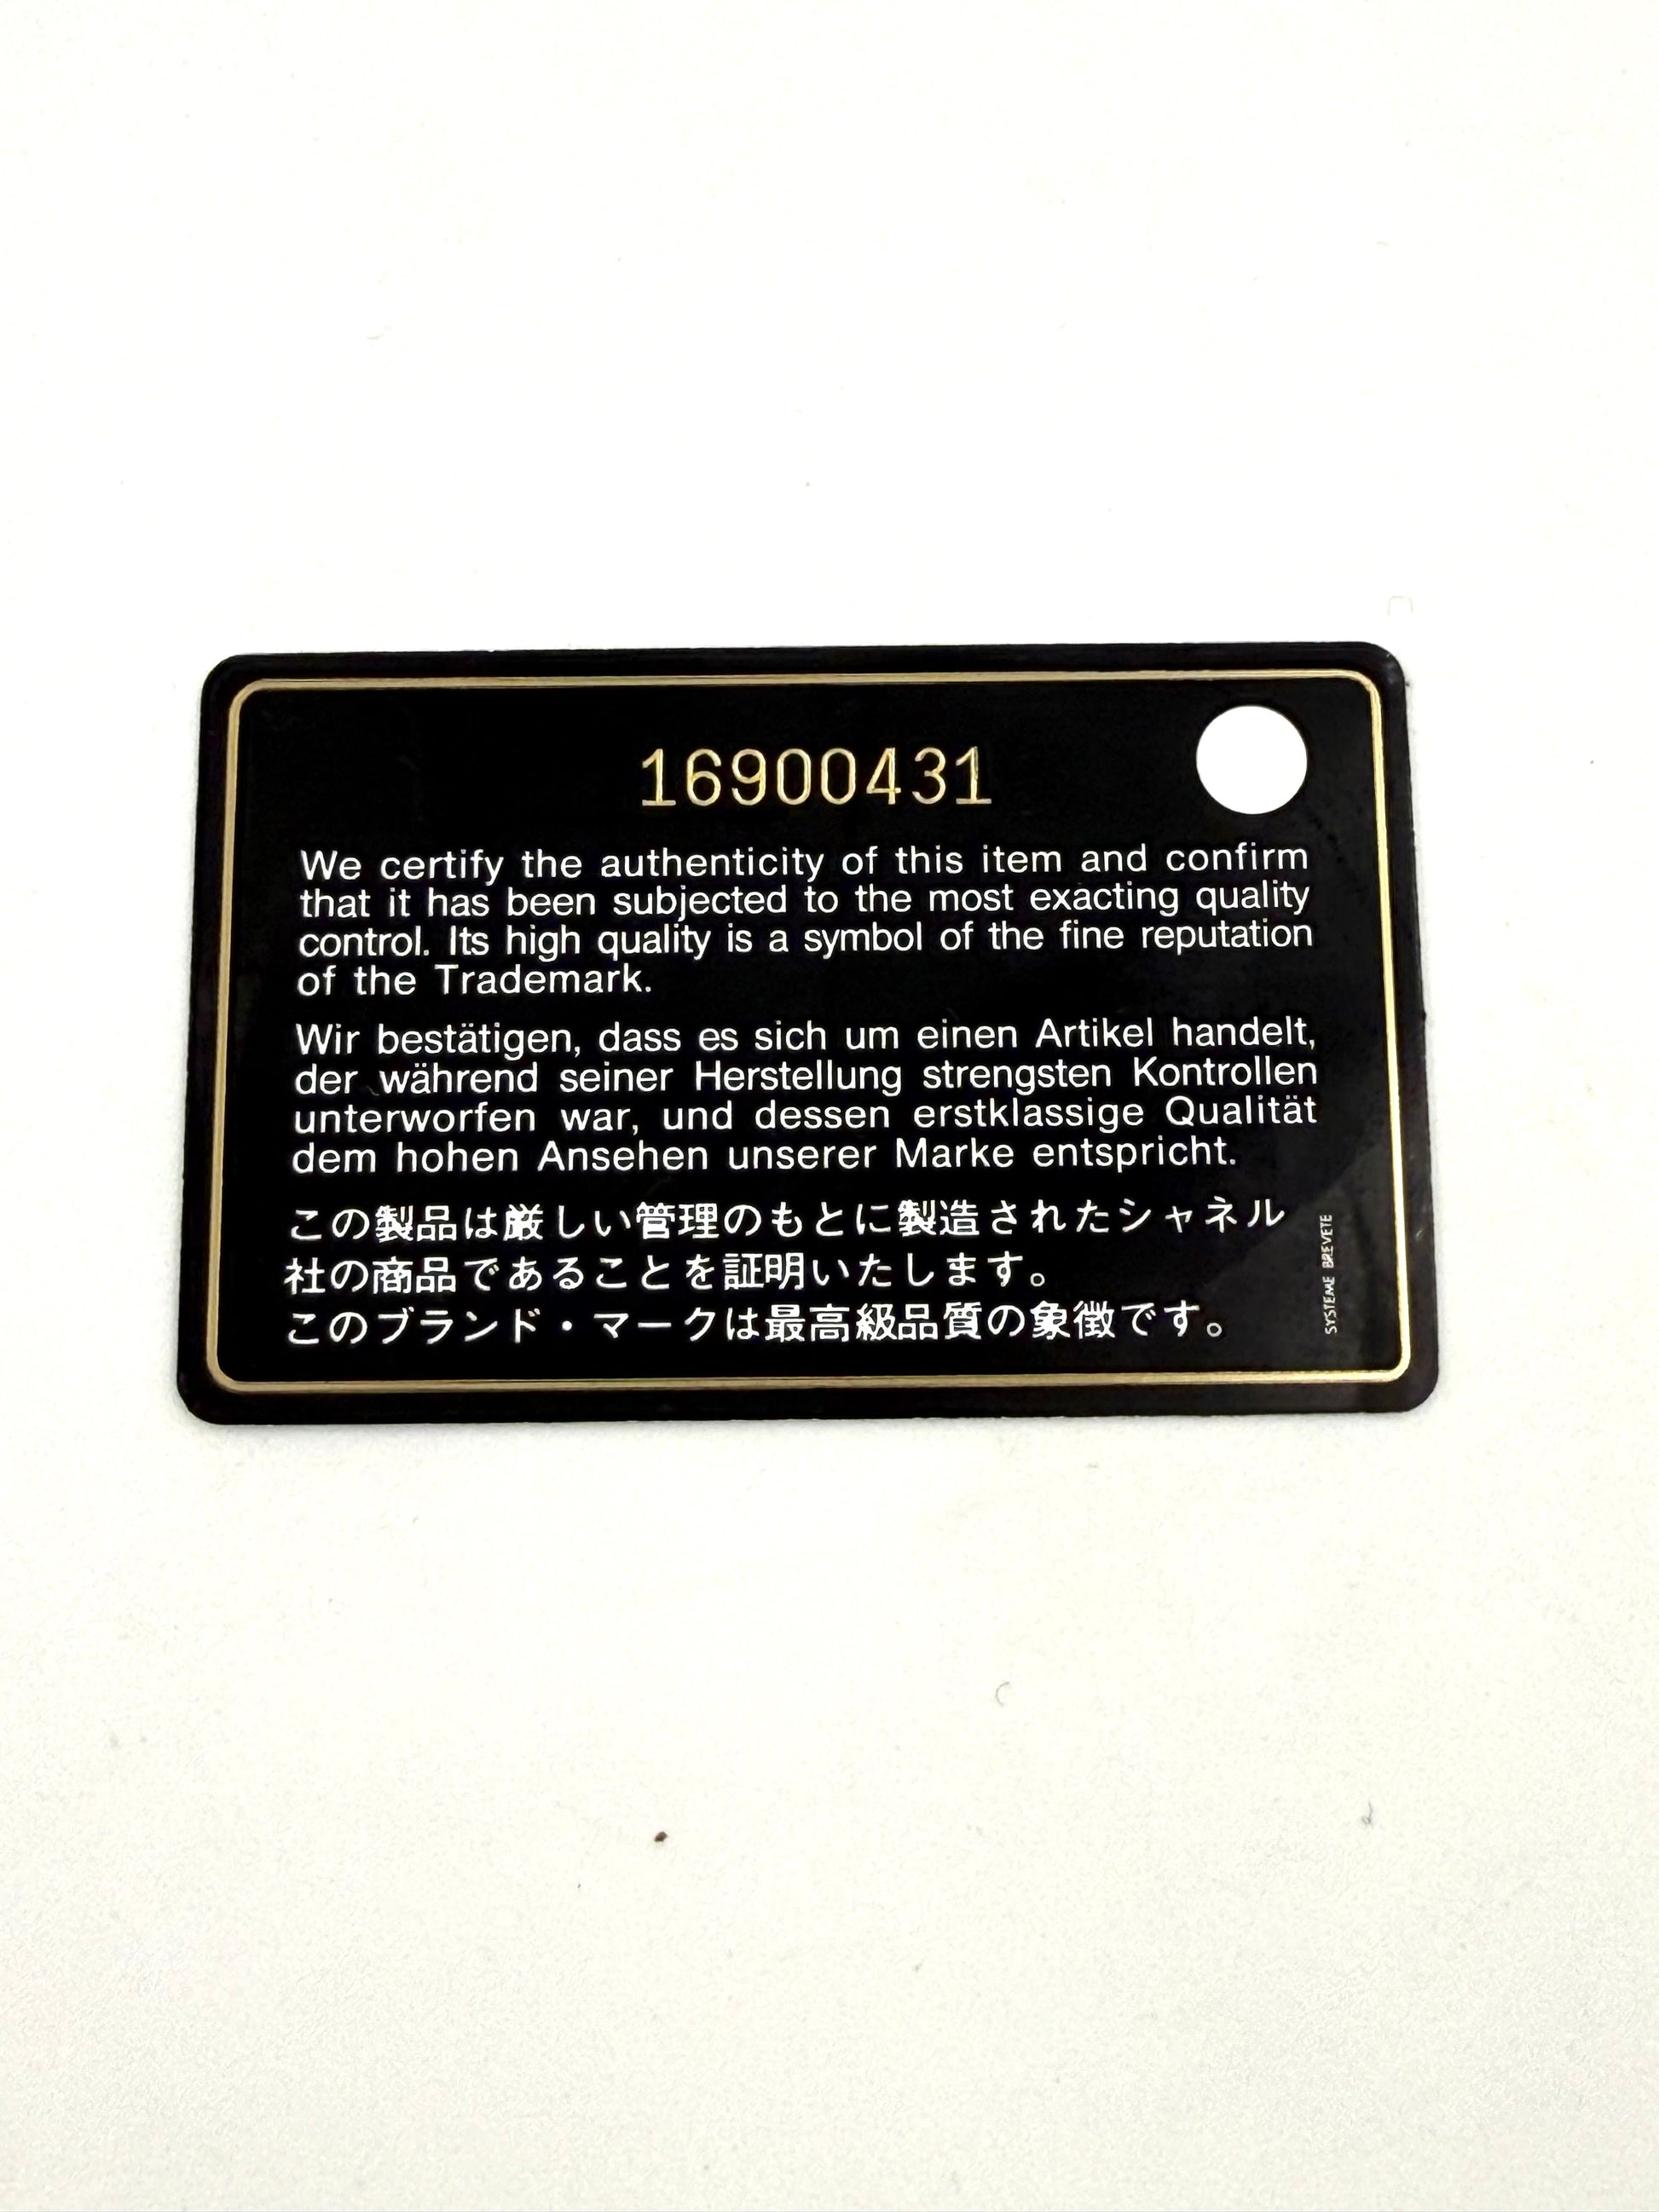 16900431
We certify the authenticity of this item and confirm
that it has been subjected to the most exacting quality
control. Its high quality is a symbol of the fine reputation
of the Trademark.
Wir bestätigen, dass es sich um einen Artikel handelt,
der während seiner Herstellung strengsten Kontrollen
unterworfen war, und dessen erstklassige Qualität
dem hohen Ansehen unserer Marke entspricht.
この製品は厳しい管理のもとに製造されたシャネル
社の商品であることを証明いたします。
このブランド・マークは最高級品質の象徴です。
SYSTEME BREVETE